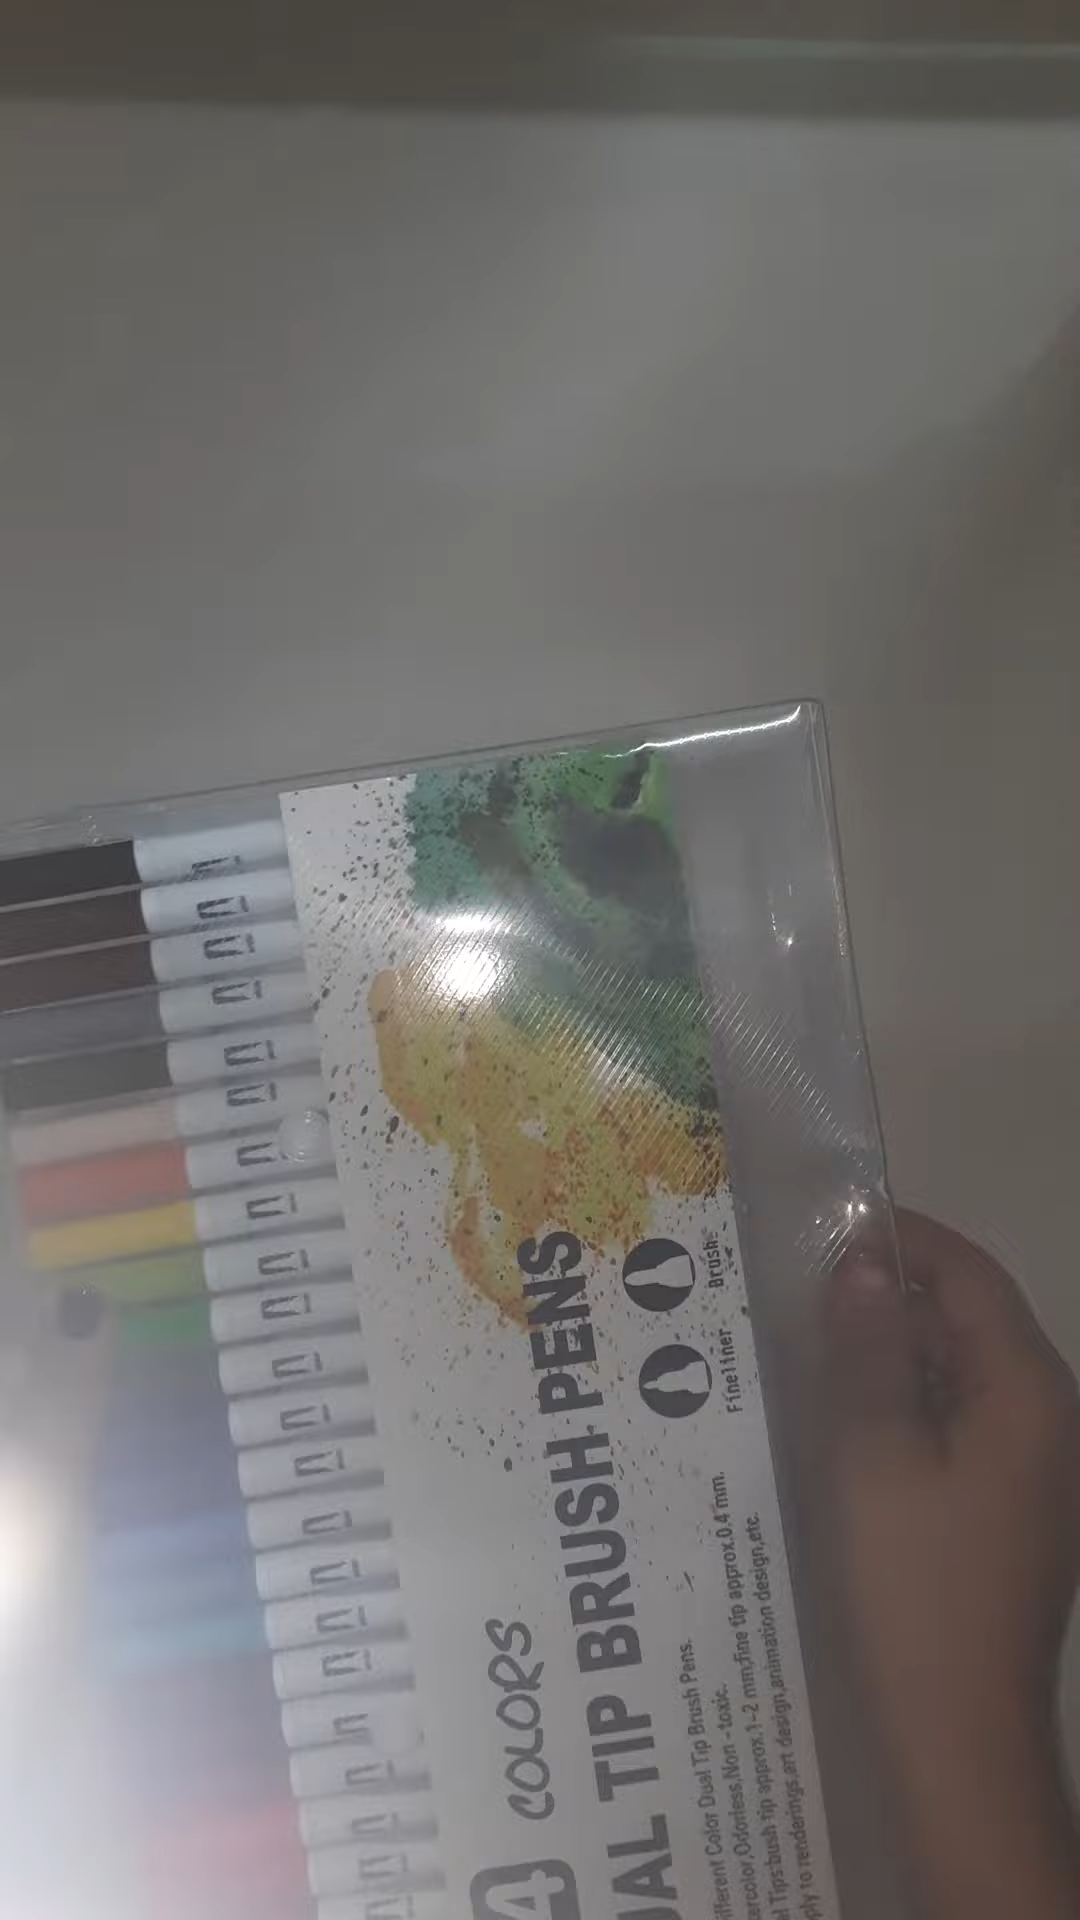 4 COLORS
UAL TIP BRUSH PENS
Fineliner Brush
ifferent Color Dual Tip Brush Pens.
ercolor,Odorless,Non-toxic.
l Tips:bush tip approx.1-2 mm,fine tip approx.0.4 mm.
ply to renderings,art design,animation design,etc.